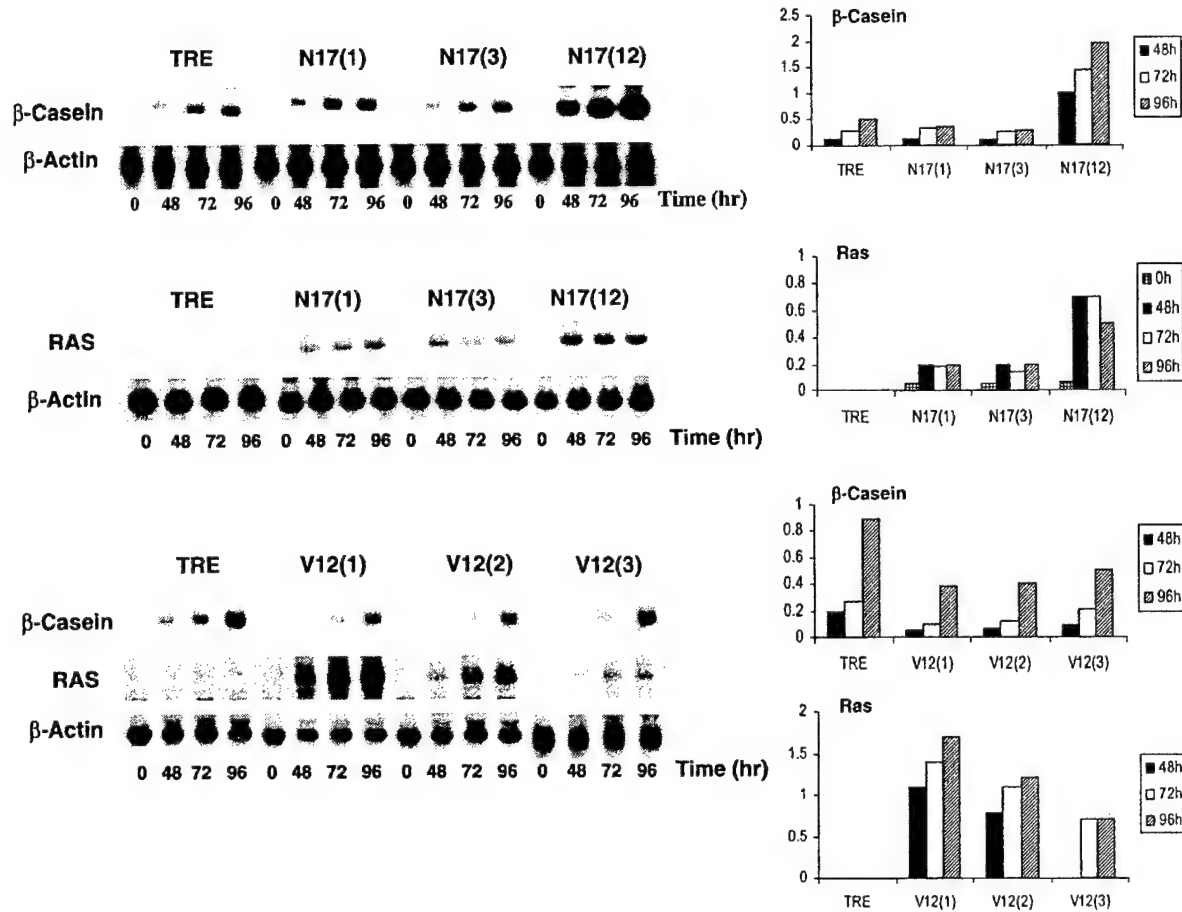 TRE N17(1) N17(3) N17(12)
β-Casein
β-Actin
0 48 72 96 0 48 72 96 0 48 72 96 0 48 72 96 Time (hr)
β-Casein
2.5
2
1.5
1
0.5
0
TRE N17(1) N17(3) N17(12)
48h
72h
96h
TRE N17(1) N17(3) N17(12)
RAS
β-Actin
0 48 72 96 0 48 72 96 0 48 72 96 0 48 72 96 Time (hr)
Ras
1
0.8
0.6
0.4
0.2
0
TRE N17(1) N17(3) N17(12)
0h
48h
72h
96h
TRE V12(1) V12(2) V12(3)
β-Casein
RAS
β-Actin
0 48 72 96 0 48 72 96 0 48 72 96 0 48 72 96 Time (hr)
β-Casein
1
0.8
0.6
0.4
0.2
0
TRE V12(1) V12(2) V12(3)
48h
72h
96h
Ras
2
1.5
1
0.5
0
TRE V12(1) V12(2) V12(3)
48h
72h
96h